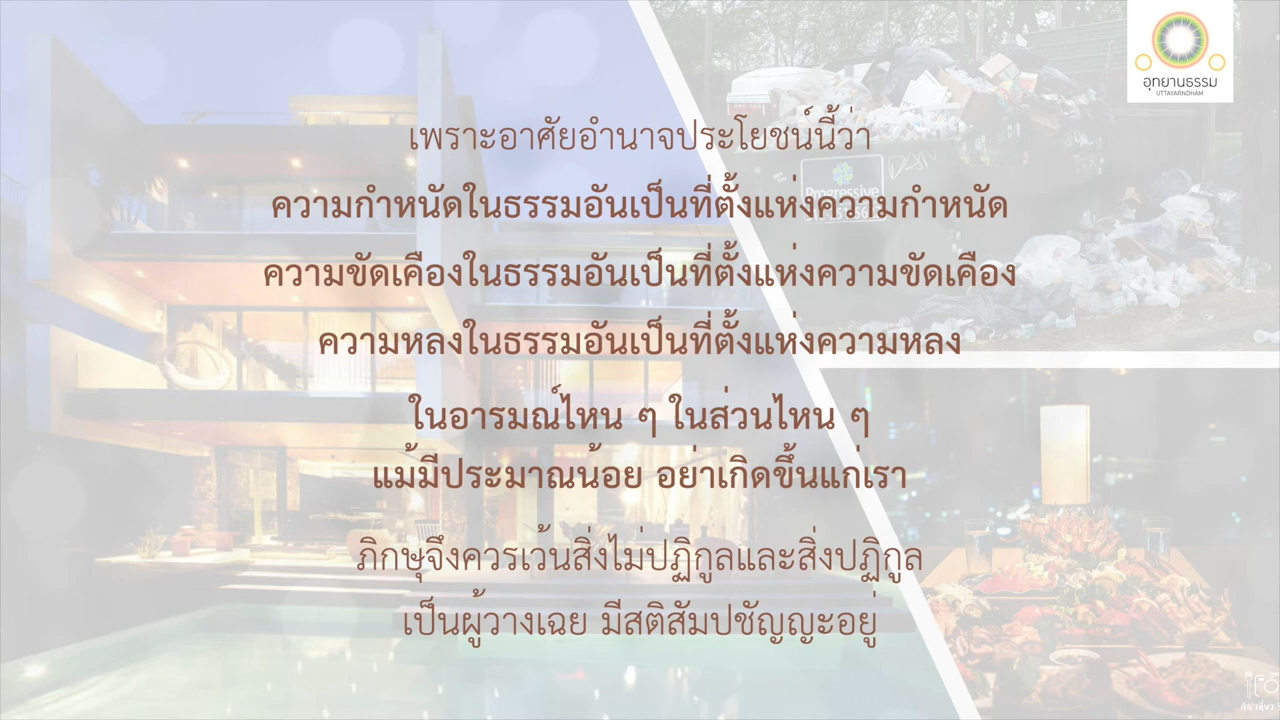 อุทยานธรรม
UTTAYARNDHAM
เพราะอาศัยอำนาจประโยชน์นี้ว่า
ความกำหนัดในธรรมอันเป็นที่ตั้งแห่งความกำหนัด
ความขัดเคืองในธรรมอันเป็นที่ตั้งแห่งความขัดเคือง
ความหลงในธรรมอันเป็นที่ตั้งแห่งความหลง
ในอารมณ์ไหน ๆ ในส่วนไหน ๆ
แม้มีประมาณน้อย อย่าเกิดขึ้นแก่เรา
ภิกษุจึงควรเว้นสิ่งไม่ปฏิกูลและสิ่งปฏิกูล
เป็นผู้วางเฉย มีสติสัมปชัญญะอยู่
Progressive